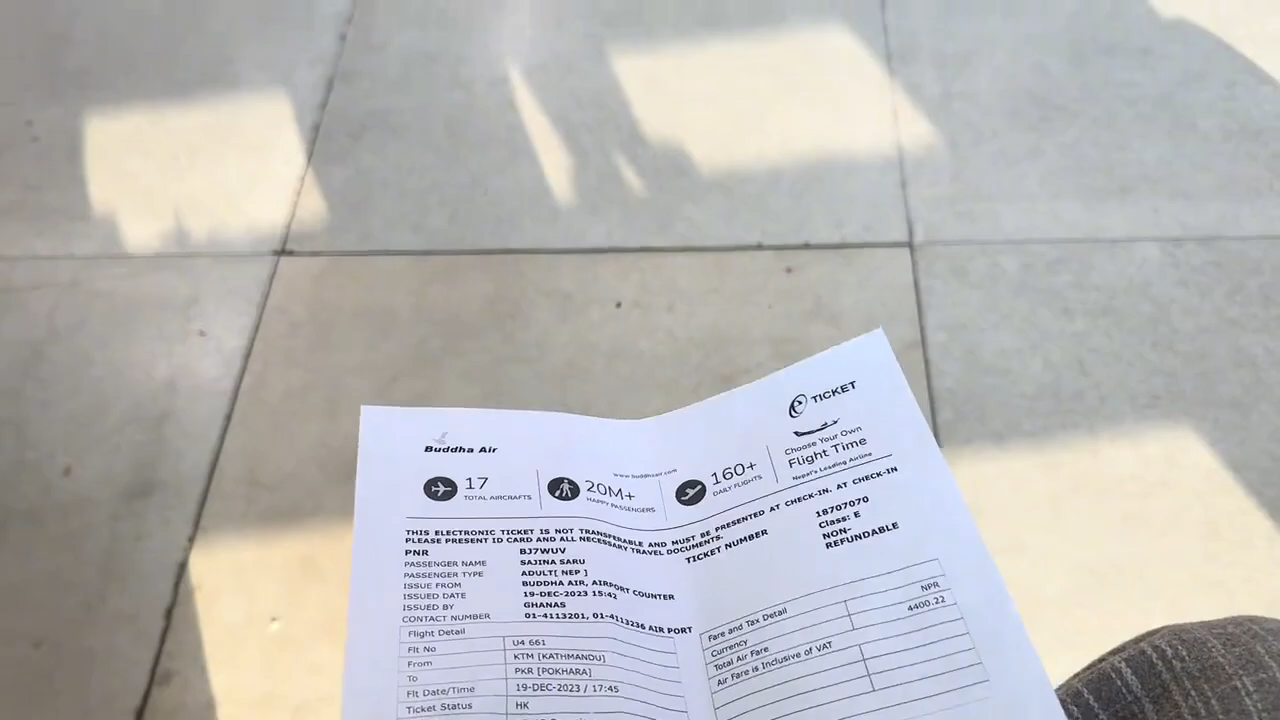 Buddha Air
e TICKET
17
TOTAL AIRCRAFTS
www.buddhaair.com
20M+
HAPPY PASSENGERS
160+
DAILY FLIGHTS
Choose Your Own
Flight Time
Nepal's Leading Airline
THIS ELECTRONIC TICKET IS NOT TRANSFERABLE AND MUST BE PRESENTED AT CHECK-IN. AT CHECK-IN
PLEASE PRESENT ID CARD AND ALL NECESSARY TRAVEL DOCUMENTS.
PNR BJ7WUV
PASSENGER NAME SAJINA SARU
PASSENGER TYPE ADULT[ NEP ]
ISSUE FROM BUDDHA AIR, AIRPORT COUNTER
ISSUED DATE 19-DEC-2023 15:42
ISSUED BY GHANAS
CONTACT NUMBER 01-4113201, 01-4113236 AIR PORT
TICKET NUMBER 18707070
Class: E
NON-
REFUNDABLE
Flight Detail
Flt No U4 661
From KTM [KATHMANDU]
To PKR [POKHARA]
Flt Date/Time 19-DEC-2023 / 17:45
Ticket Status HK
Fare and Tax Detail
Currency NPR
Total Air Fare 4400.22
Air Fare is Inclusive of VAT